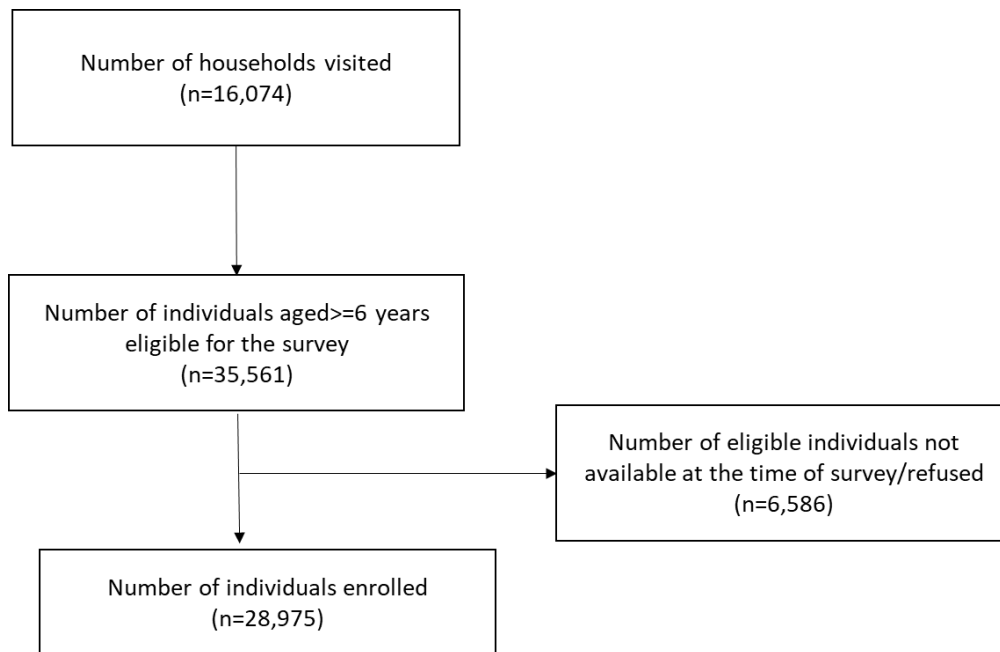 Number of households visited
(n=16,074)
Number of individuals aged>=6 years
eligible for the survey
(n=35,561)
Number of eligible individuals not
available at the time of survey/refused
(n=6,586)
Number of individuals enrolled
(n=28,975)